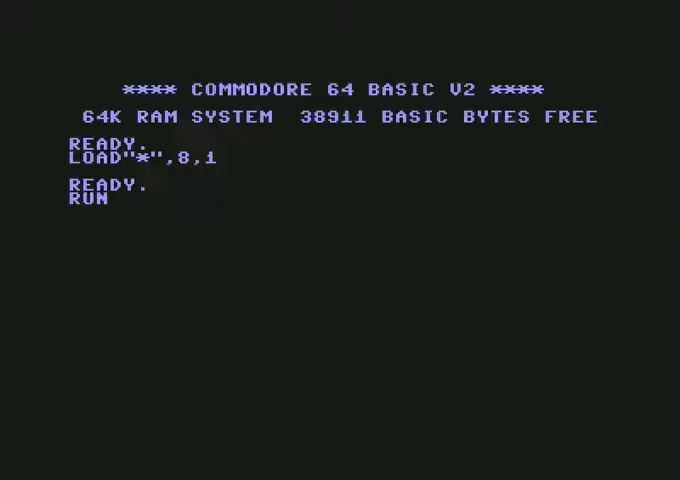 **** COMMODORE 64 BASIC V2 ****
64K RAM SYSTEM  38911 BASIC BYTES FREE
READY.
LOAD"*",8,1
READY.
RUN